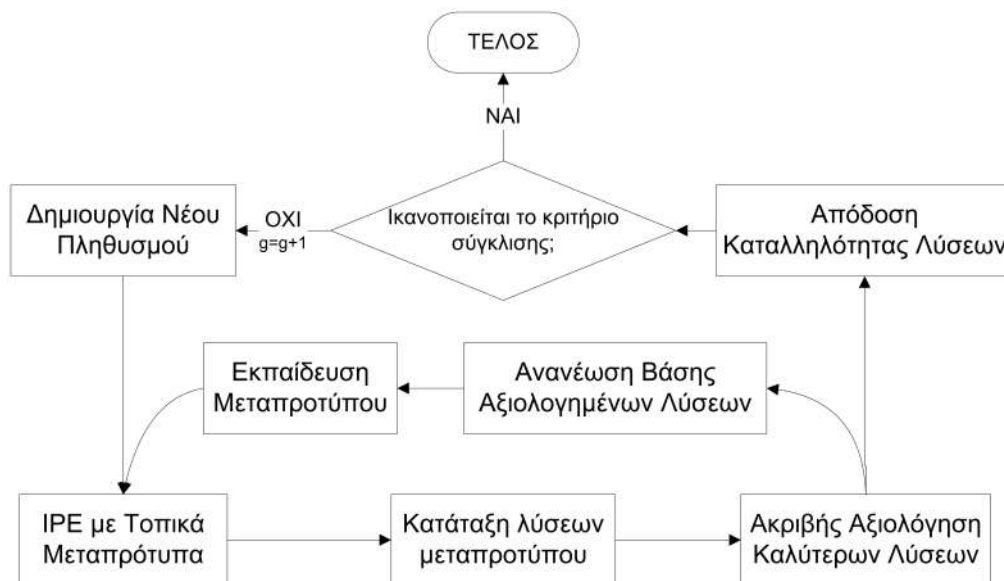 ΤΕΛΟΣ
ΝΑΙ
Ικανοποιείται το κριτήριο
σύγκλισης;
ΟΧΙ
g=g+1
Δημιουργία Νέου
Πληθυσμού
Απόδοση
Καταλληλότητας Λύσεων
Εκπαίδευση
Μεταπροτύπου
Ανανέωση Βάσης
Αξιολογημένων Λύσεων
IPE με Τοπικά
Μεταπρότυπα
Κατάταξη λύσεων
μεταπροτύπου
Ακριβής Αξιολόγηση
Καλύτερων Λύσεων